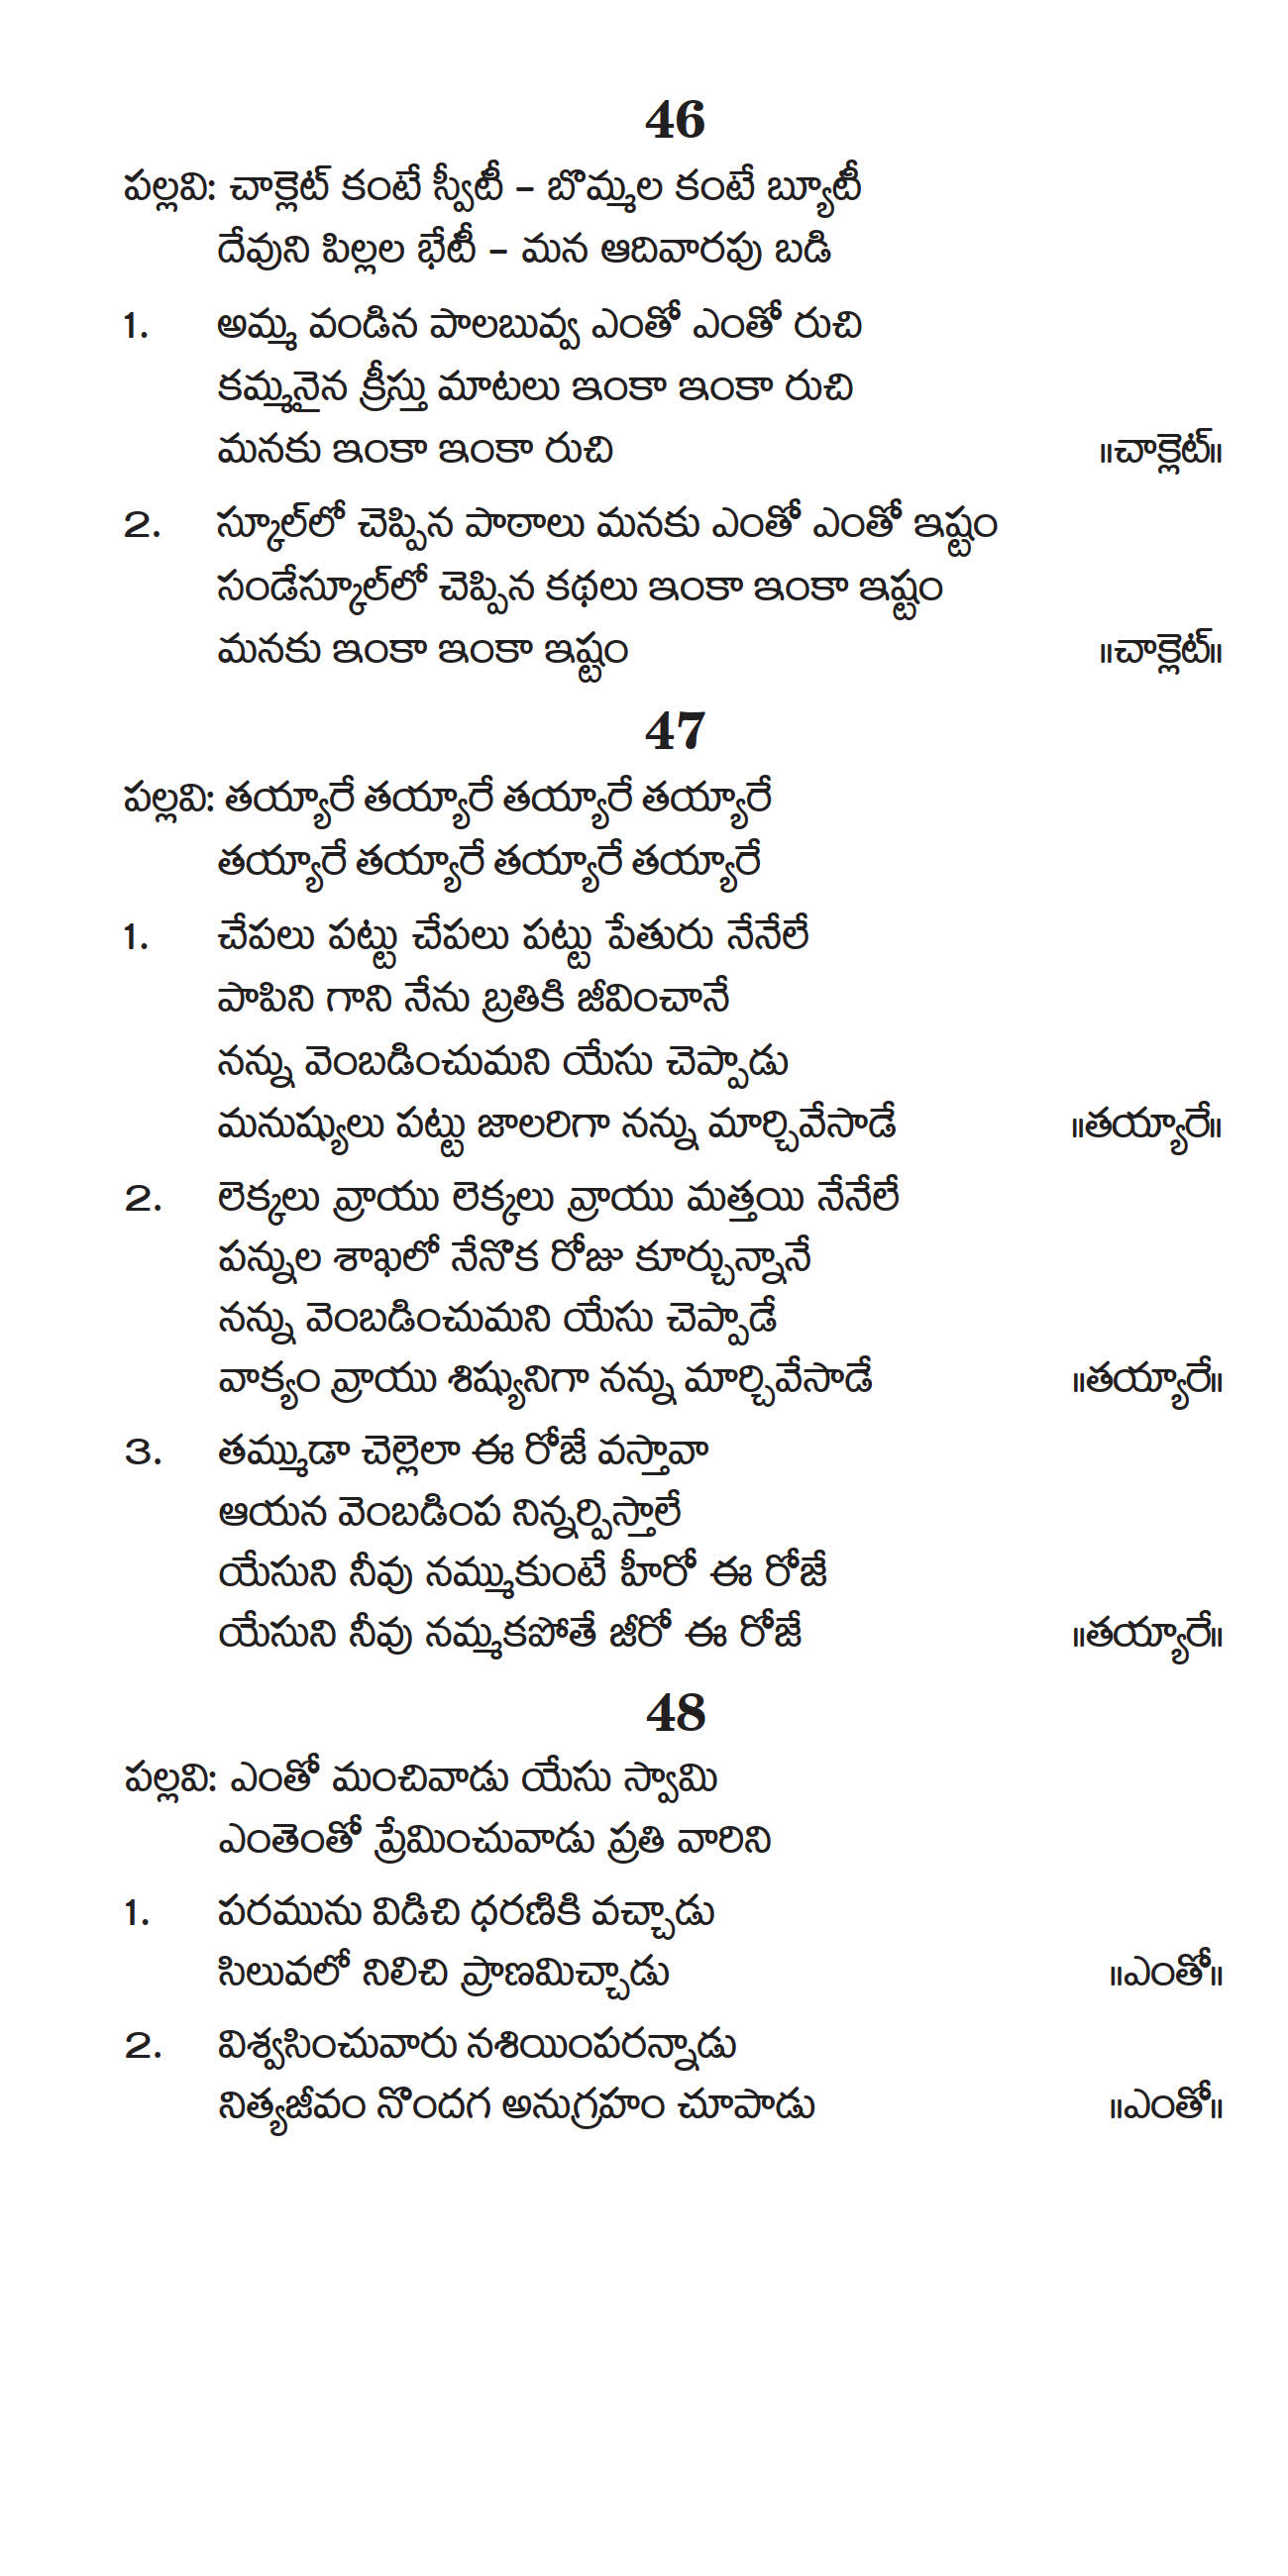 46
పల్లవి: చాక్లెట్ కంటే స్వీటీ – బొమ్మల కంటే బ్యూటీ
దేవుని పిల్లల భేటీ – మన ఆదివారపు బడి
1. అమ్మ వండిన పాలబువ్వ ఎంతో ఎంతో రుచి
కమ్మనైన క్రీస్తు మాటలు ఇంకా ఇంకా రుచి
మనకు ఇంకా ఇంకా రుచి ॥చాక్లెట్॥
2. స్కూల్‌లో చెప్పిన పాఠాలు మనకు ఎంతో ఎంతో ఇష్టం
సండేస్కూల్‌లో చెప్పిన కథలు ఇంకా ఇంకా ఇష్టం
మనకు ఇంకా ఇంకా ఇష్టం ॥చాక్లెట్॥
47
పల్లవి: తయ్యారే తయ్యారే తయ్యారే తయ్యారే
తయ్యారే తయ్యారే తయ్యారే తయ్యారే
1. చేపలు పట్టు చేపలు పట్టు పేతురు నేనేలే
పాపిని గాని నేను బ్రతికి జీవించానే
నన్ను వెంబడించుమని యేసు చెప్పాడు
మనుష్యులు పట్టు జాలరిగా నన్ను మార్చివేసాడే ॥తయ్యారే॥
2. లెక్కలు వ్రాయు లెక్కలు వ్రాయు మత్తయి నేనేలే
పన్నుల శాఖలో నేనొక రోజు కూర్చున్నానే
నన్ను వెంబడించుమని యేసు చెప్పాడే
వాక్యం వ్రాయు శిష్యునిగా నన్ను మార్చివేసాడే ॥తయ్యారే॥
3. తమ్ముడా చెల్లెలా ఈ రోజే వస్తావా
ఆయన వెంబడింప నిన్నర్పిస్తాలే
యేసుని నీవు నమ్ముకుంటే హీరో ఈ రోజే
యేసుని నీవు నమ్మకపోతే జీరో ఈ రోజే ॥తయ్యారే॥
48
పల్లవి: ఎంతో మంచివాడు యేసు స్వామి
ఎంతెంతో ప్రేమించువాడు ప్రతి వారిని
1. పరమును విడిచి ధరణికి వచ్చాడు
సిలువలో నిలిచి ప్రాణమిచ్చాడు ॥ఎంతో॥
2. విశ్వసించువారు నశియింపరన్నాడు
నిత్యజీవం నొందగ అనుగ్రహం చూపాడు ॥ఎంతో॥